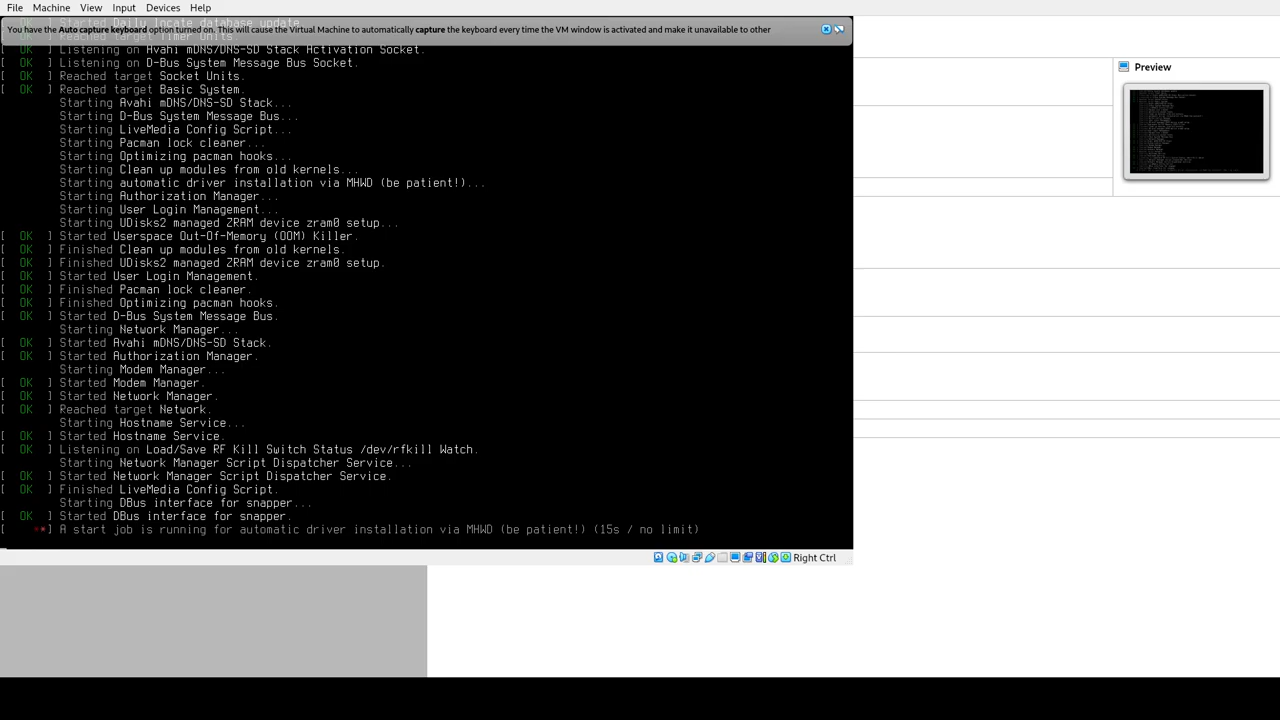 File Machine View Input Devices Help
Started Daily locate database update.
You have the Auto capture keyboard option turned on. This will cause the Virtual Machine to automatically capture the keyboard every time the VM window is activated and make it unavailable to other
[ OK ] Reached target Timer Units.
[ OK ] Listening on Avahi mDNS/DNS-SD Stack Activation Socket.
[ OK ] Listening on D-Bus System Message Bus Socket.
[ OK ] Reached target Socket Units.
[ OK ] Reached target Basic System.
Starting Avahi mDNS/DNS-SD Stack...
Starting D-Bus System Message Bus...
Starting LiveMedia Config Script...
Starting Pacman lock cleaner...
Starting Optimizing pacman hooks...
Starting Clean up modules from old kernels...
Starting automatic driver installation via MHWD (be patient!)...
Starting Authorization Manager...
Starting User Login Management...
Starting UDisks2 managed ZRAM device zram0 setup...
[ OK ] Started Userspace Out-Of-Memory (OOM) Killer.
[ OK ] Finished Clean up modules from old kernels.
[ OK ] Finished UDisks2 managed ZRAM device zram0 setup.
[ OK ] Started User Login Management.
[ OK ] Finished Pacman lock cleaner.
[ OK ] Finished Optimizing pacman hooks.
[ OK ] Started D-Bus System Message Bus.
Starting Network Manager...
[ OK ] Started Avahi mDNS/DNS-SD Stack.
[ OK ] Started Authorization Manager.
Starting Modem Manager...
[ OK ] Started Modem Manager.
[ OK ] Started Network Manager.
[ OK ] Reached target Network.
Starting Hostname Service...
[ OK ] Started Hostname Service.
[ OK ] Listening on Load/Save RF Kill Switch Status /dev/rfkill Watch.
Starting Network Manager Script Dispatcher Service...
[ OK ] Started Network Manager Script Dispatcher Service.
[ OK ] Finished LiveMedia Config Script.
Starting DBus interface for snapper...
[ OK ] Started DBus interface for snapper.
[ **] A start job is running for automatic driver installation via MHWD (be patient!) (15s / no limit)
Right Ctrl
Preview